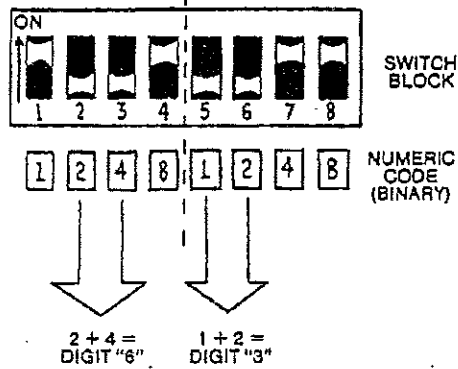 ON
1 2 3 4 5 6 7 8
SWITCH
BLOCK
1 2 4 8 1 2 4 8
NUMERIC
CODE
(BINARY)
2 + 4 =
DIGIT "6"
1 + 2 =
DIGIT "3"